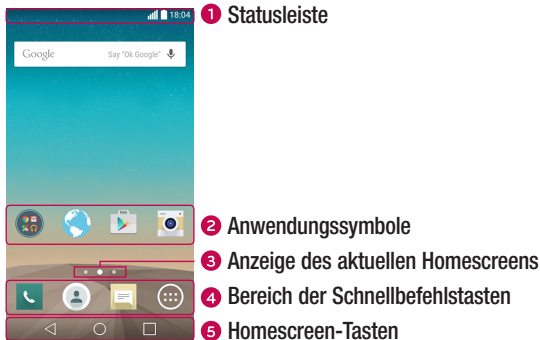 18:04
1 Statusleiste
Google Say "Ok Google"
2 Anwendungssymbole
3 Anzeige des aktuellen Homescreens
4 Bereich der Schnellbefehlstasten
5 Homescreen-Tasten